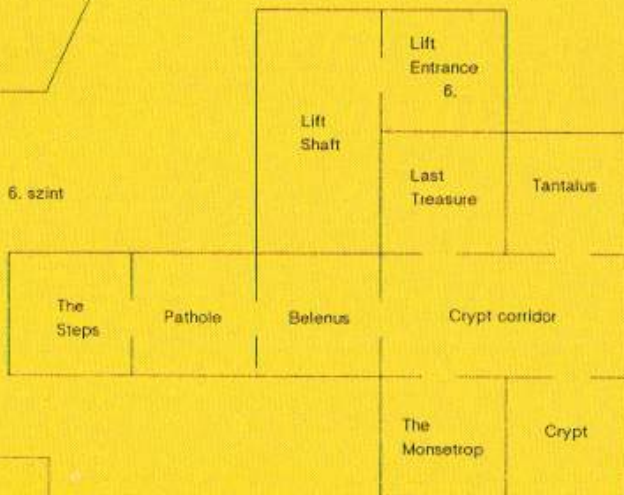 Lift
Entrance
6.
Lift
Shaft
Last
Treasure
Tantalus
6. szint
The
Steps
Pathole
Belenus
Crypt corridor
The
Monsetrop
Crypt